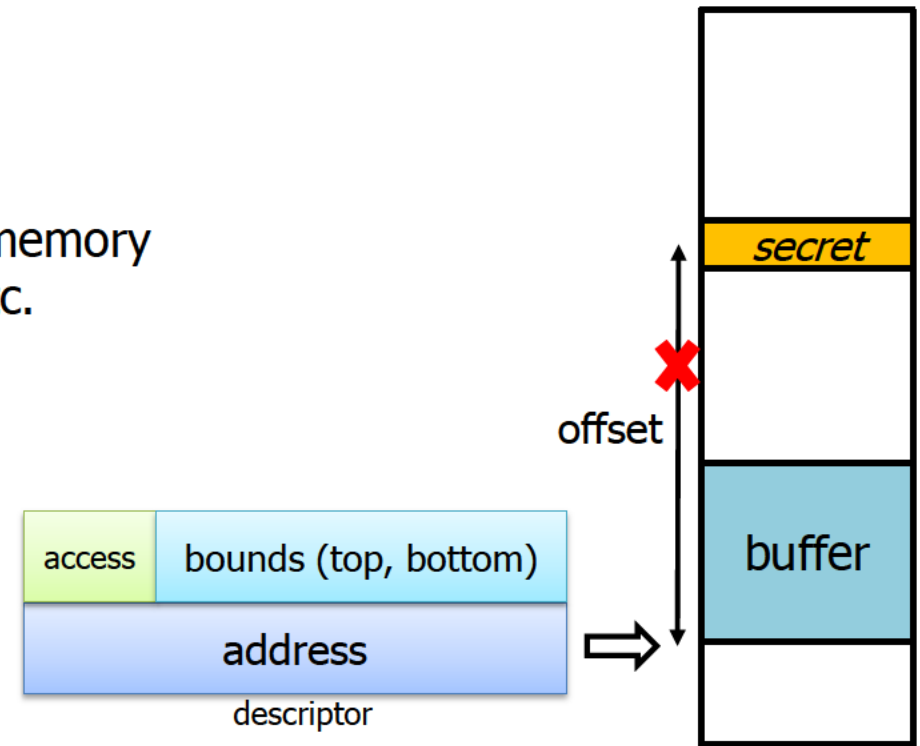 memory
c.
secret
offset
access
bounds (top, bottom)
buffer
address
descriptor